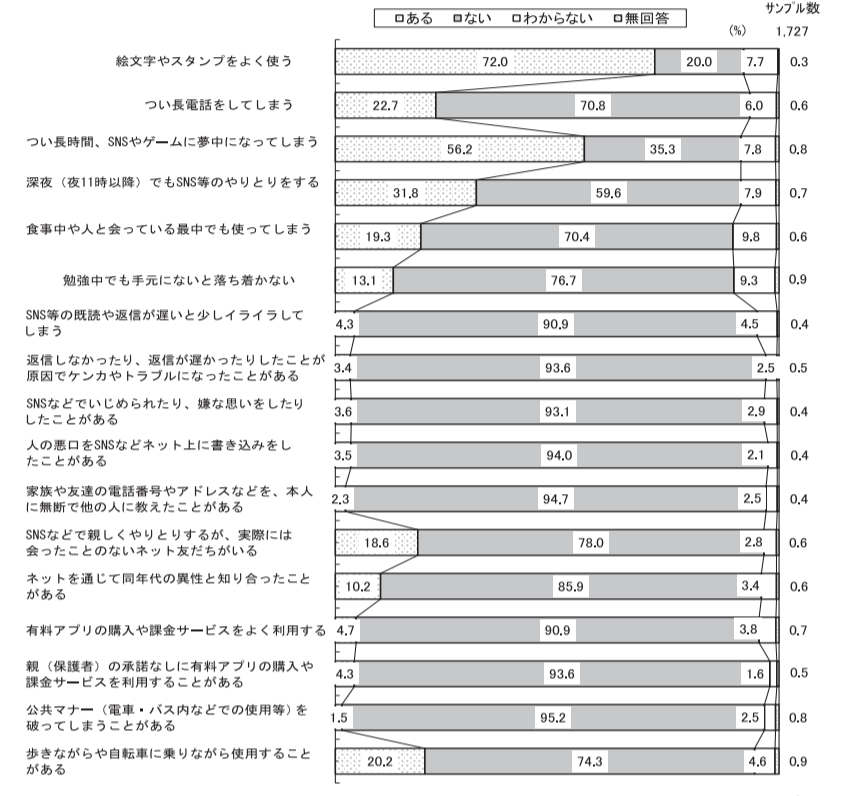 □ある □ない □わからない □無回答
サンプル数
(%) 1,727
絵文字やスタンプをよく使う 72.0 20.0 7.7 0.3
つい長電話をしてしまう 22.7 70.8 6.0 0.6
つい長時間、SNSやゲームに夢中になってしまう 56.2 35.3 7.8 0.8
深夜（夜11時以降）でもSNS等のやりとりをする 31.8 59.6 7.9 0.7
食事中や人と会っている最中でも使ってしまう 19.3 70.4 9.8 0.6
勉強中でも手元にないと落ち着かない 13.1 76.7 9.3 0.9
SNS等の既読や返信が遅いと少しイライラして
しまう 4.3 90.9 4.5 0.4
返信しなかったり、返信が遅かったりしたことが
原因でケンカやトラブルになったことがある 3.4 93.6 2.5 0.5
SNSなどでいじめられたり、嫌な思いをしたり
したことがある 3.6 93.1 2.9 0.4
人の悪口をSNSなどネット上に書き込みをし
たことがある 3.5 94.0 2.1 0.4
家族や友達の電話番号やアドレスなどを、本人
に無断で他の人に教えたことがある 2.3 94.7 2.5 0.4
SNSなどで親しくやりとりするが、実際には
会ったことのないネット友だちがいる 18.6 78.0 2.8 0.6
ネットを通じて同年代の異性と知り合ったこと
がある 10.2 85.9 3.4 0.6
有料アプリの購入や課金サービスをよく利用する 4.7 90.9 3.8 0.7
親（保護者）の承諾なしに有料アプリの購入や
課金サービスを利用することがある 4.3 93.6 1.6 0.5
公共マナー（電車・バス内などでの使用等）を
破ってしまうことがある 1.5 95.2 2.5 0.8
歩きながらや自転車に乗りながら使用すること
がある 20.2 74.3 4.6 0.9